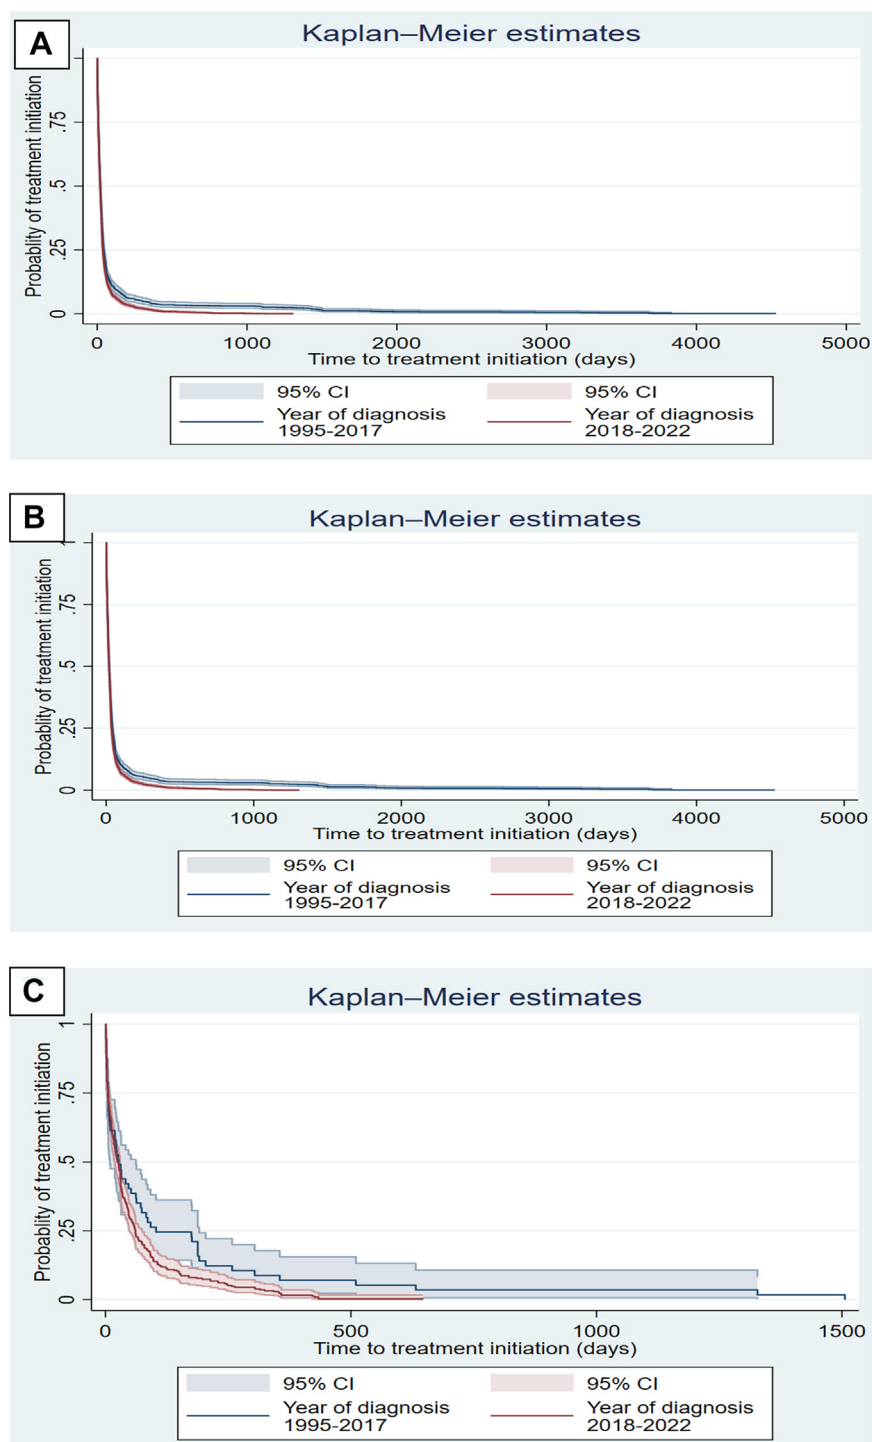 A
Kaplan–Meier estimates
Probablity of treatment initiation
.75
.5
.25
0
0 1000 2000 3000 4000 5000
Time to treatment initiation (days)
95% CI 95% CI
Year of diagnosis 1995-2017 Year of diagnosis 2018-2022
B
Kaplan–Meier estimates
Probablity of treatment initiation
1
.75
.5
.25
0
0 1000 2000 3000 4000 5000
Time to treatment initiation (days)
95% CI 95% CI
Year of diagnosis 1995-2017 Year of diagnosis 2018-2022
C
Kaplan–Meier estimates
Probablity of treatment initiation
1
.75
.5
.25
0
0 500 1000 1500
Time to treatment initiation (days)
95% CI 95% CI
Year of diagnosis 1995-2017 Year of diagnosis 2018-2022